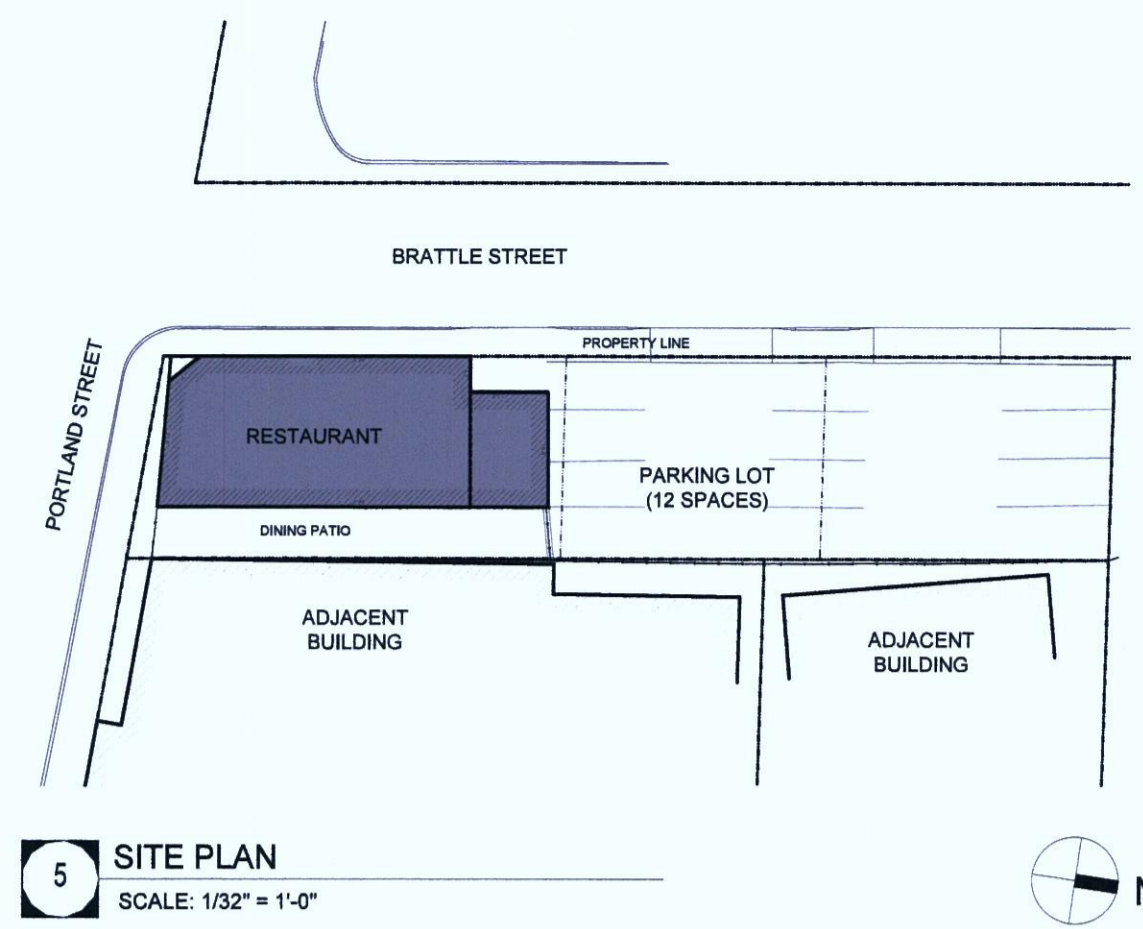 BRATTLE STREET
PROPERTY LINE
PORTLAND STREET
RESTAURANT
PARKING LOT
(12 SPACES)
DINING PATIO
ADJACENT
BUILDING
ADJACENT
BUILDING
5
SITE PLAN
SCALE: 1/32" = 1'-0"
N